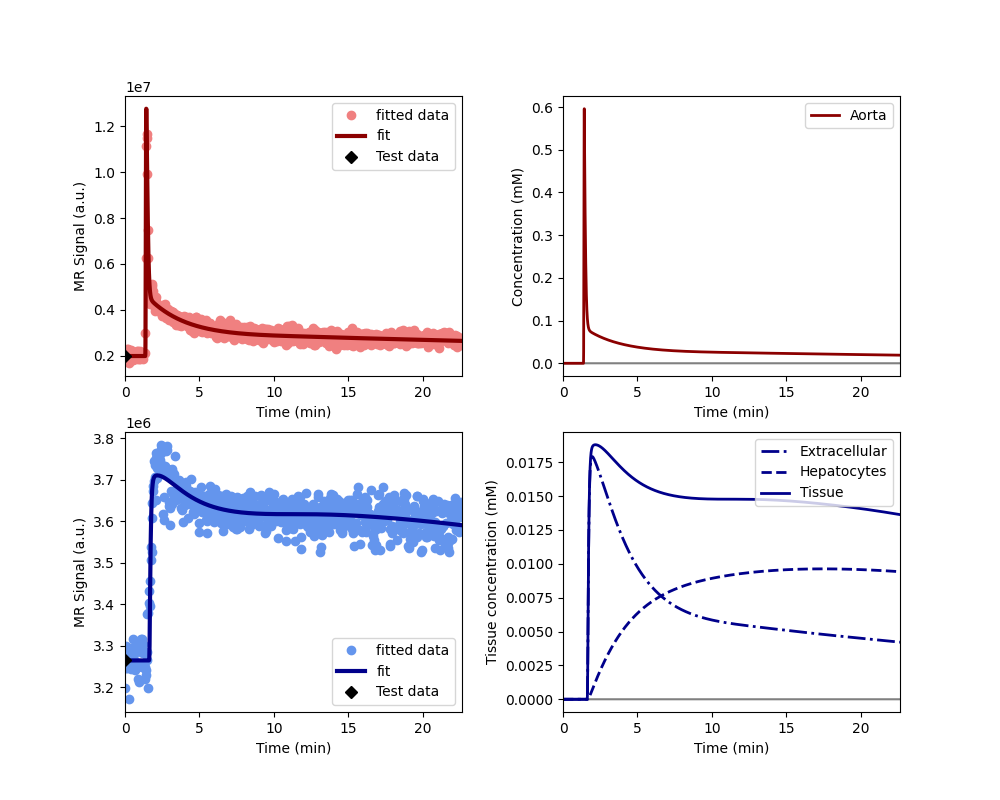 1e7
1.2
1.0
0.8
0.6
0.4
0.2
MR Signal (a.u.)
fitted data
fit
Test data
0 5 10 15 20
Time (min)
0.6
0.5
0.4
0.3
0.2
0.1
0.0
Concentration (mM)
Aorta
0 5 10 15 20
Time (min)
1e6
3.8
3.7
3.6
3.5
3.4
3.3
3.2
MR Signal (a.u.)
fitted data
fit
Test data
0 5 10 15 20
Time (min)
0.0175
0.0150
0.0125
0.0100
0.0075
0.0050
0.0025
0.0000
Tissue concentration (mM)
Extracellular
Hepatocytes
Tissue
0 5 10 15 20
Time (min)